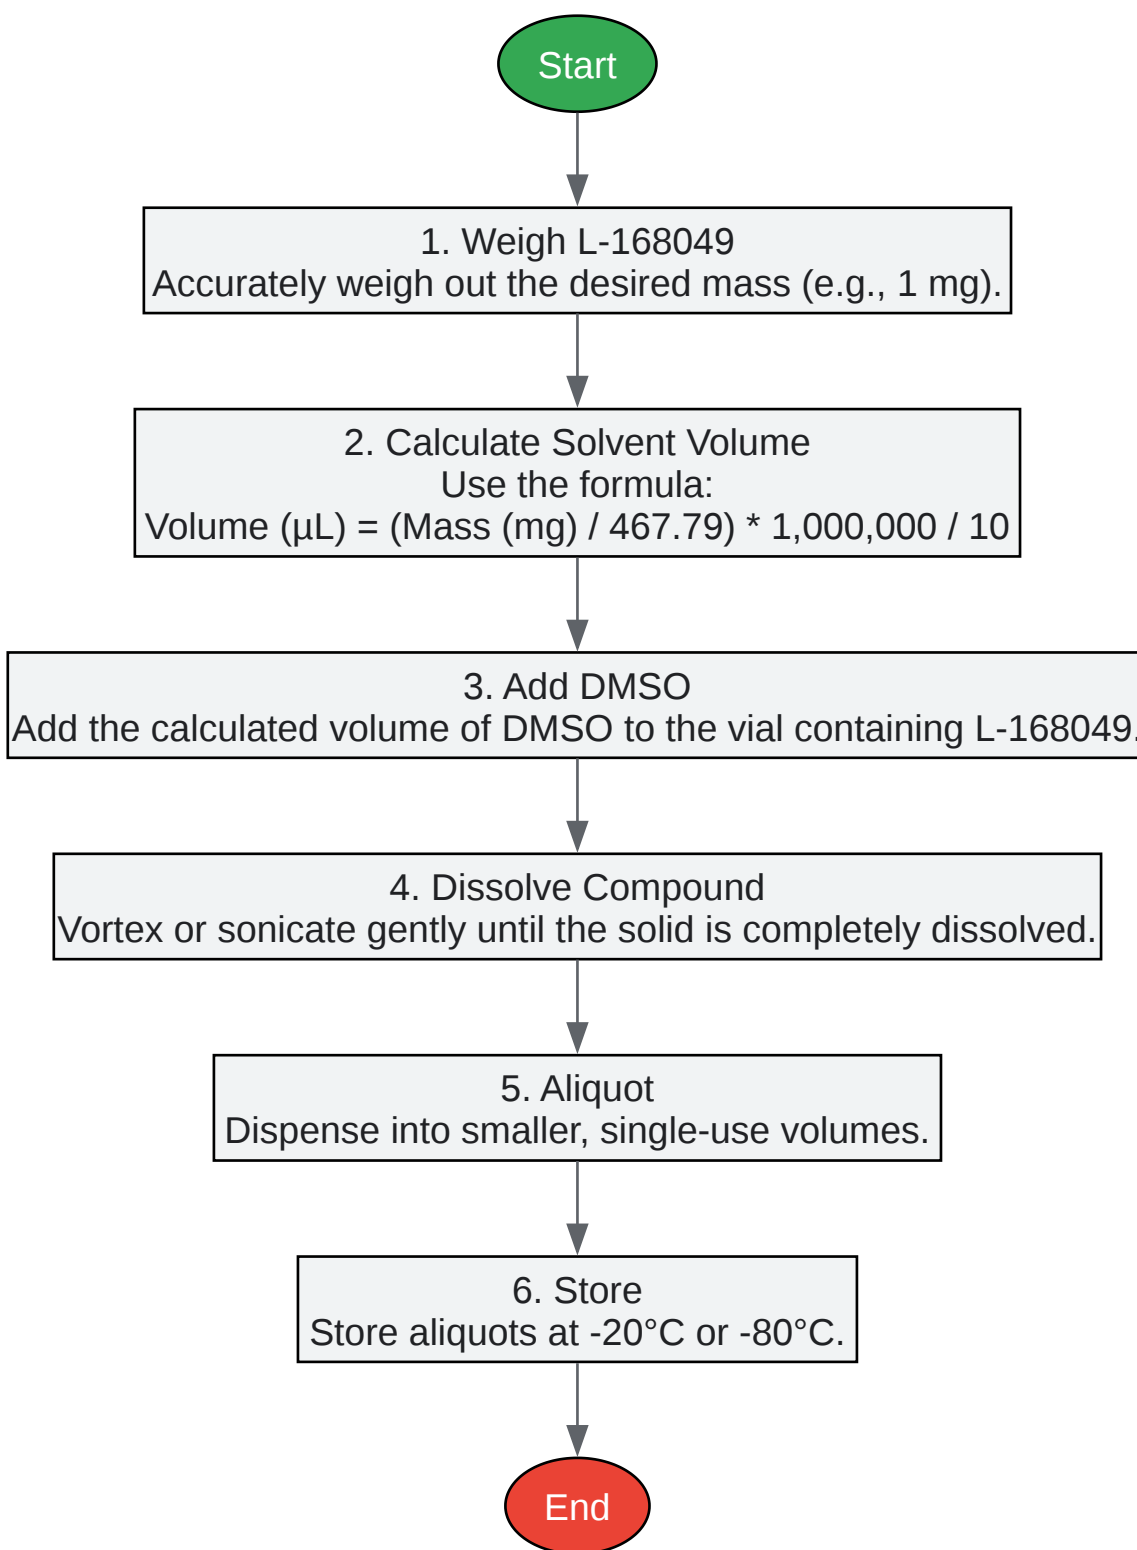 Start
1. Weigh L-168049
Accurately weigh out the desired mass (e.g., 1 mg).
2. Calculate Solvent Volume
Use the formula:
Volume (µL) = (Mass (mg) / 467.79) * 1,000,000 / 10
3. Add DMSO
Add the calculated volume of DMSO to the vial containing L-168049.
4. Dissolve Compound
Vortex or sonicate gently until the solid is completely dissolved.
5. Aliquot
Dispense into smaller, single-use volumes.
6. Store
Store aliquots at -20°C or -80°C.
End